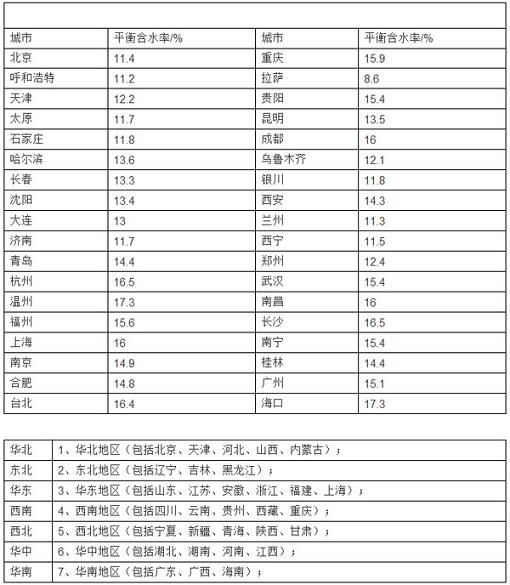 城市 平衡含水率/% 城市 平衡含水率/%
北京 11.4 重庆 15.9
呼和浩特 11.2 拉萨 8.6
天津 12.2 贵阳 15.4
太原 11.7 昆明 13.5
石家庄 11.8 成都 16
哈尔滨 13.6 乌鲁木齐 12.1
长春 13.3 银川 11.8
沈阳 13.4 西安 14.3
大连 13 兰州 11.3
济南 11.7 西宁 11.5
青岛 14.4 郑州 12.4
杭州 16.5 武汉 15.4
温州 17.3 南昌 16
福州 15.6 长沙 16.5
上海 16 南宁 15.4
南京 14.9 桂林 14.4
合肥 14.8 广州 15.1
台北 16.4 海口 17.3
华北 1、华北地区（包括北京、天津、河北、山西、内蒙古）；
东北 2、东北地区（包括辽宁、吉林、黑龙江）；
华东 3、华东地区（包括山东、江苏、安徽、浙江、福建、上海）；
西南 4、西南地区（包括四川、云南、贵州、西藏、重庆）；
西北 5、西北地区（包括宁夏、新疆、青海、陕西、甘肃）；
华中 6、华中地区（包括湖北、湖南、河南、江西）；
华南 7、华南地区（包括广东、广西、海南）；